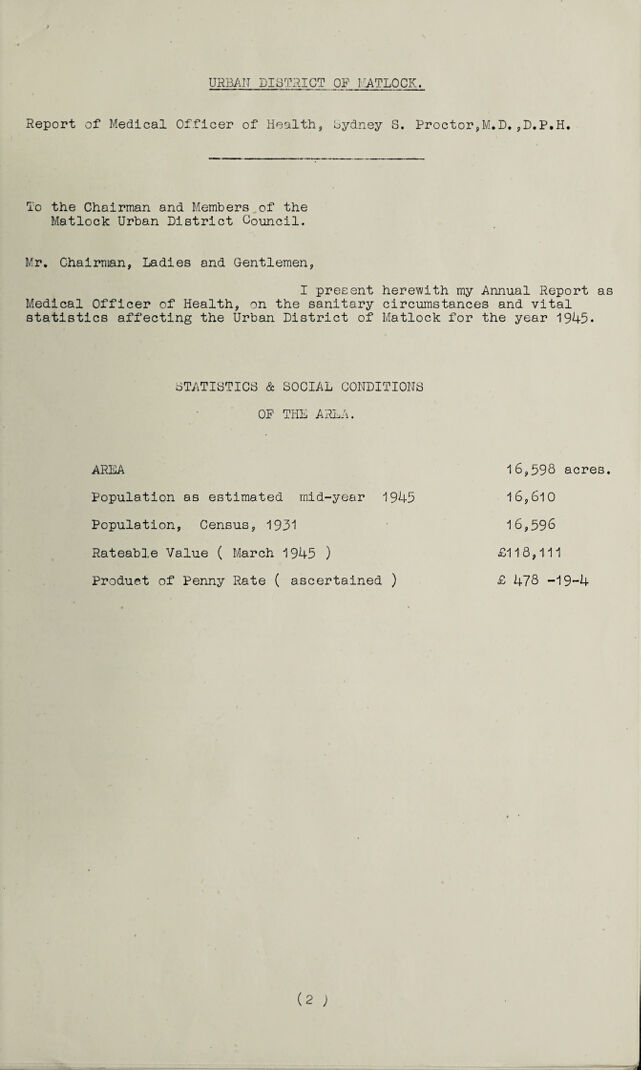 URBAN DISTRICT OF MATLOCK.
Report of Medical Officer of Health, Sydney S. Proctor,M.D.,D.P.H.
To the Chairman and Members of the
Matlock Urban District Council.
Mr. Chairman, Ladies and Gentlemen,
I present herewith my Annual Report as
Medical Officer of Health, on the sanitary circumstances and vital
statistics affecting the Urban District of Matlock for the year 1945.
STATISTICS & SOCIAL CONDITIONS
OF THE AREA.
AREA 16,598 acres.
Population as estimated mid-year 1945 16,610
Population, Census, 1931 16,596
Rateable Value ( March 1945 ) £118,111
Product of Penny Rate ( ascertained ) £ 478 -19-4
(2 )